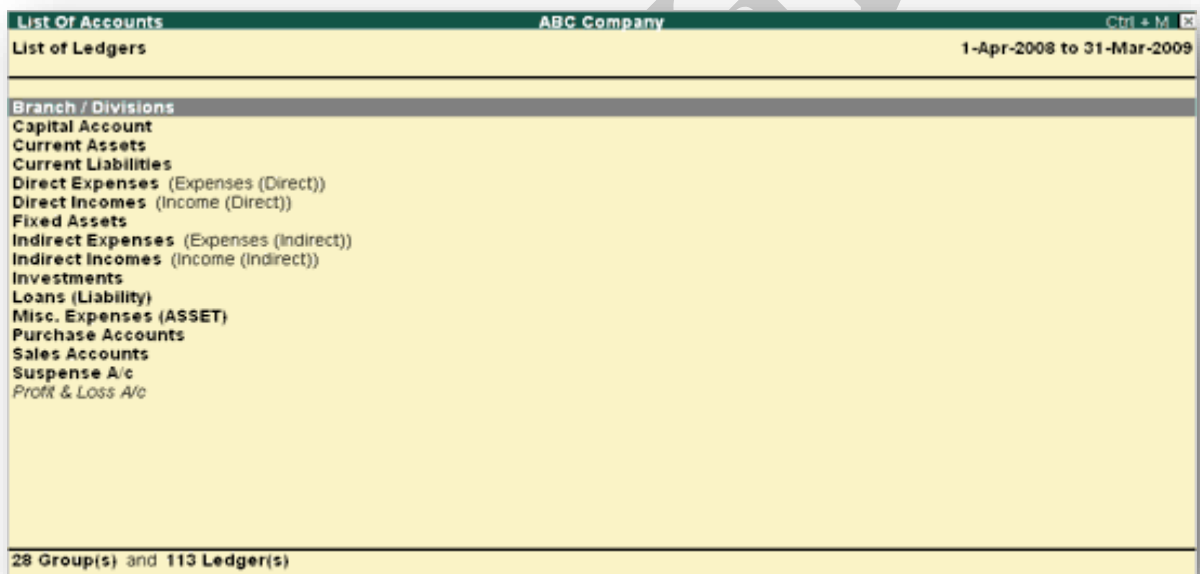 List Of Accounts ABC Company Ctrl + M
List of Ledgers 1-Apr-2008 to 31-Mar-2009
Branch / Divisions
Capital Account
Current Assets
Current Liabilities
Direct Expenses (Expenses (Direct))
Direct Incomes (Income (Direct))
Fixed Assets
Indirect Expenses (Expenses (Indirect))
Indirect Incomes (Income (Indirect))
Investments
Loans (Liability)
Misc. Expenses (ASSET)
Purchase Accounts
Sales Accounts
Suspense A/c
Profit & Loss A/c
28 Group(s) and 113 Ledger(s)